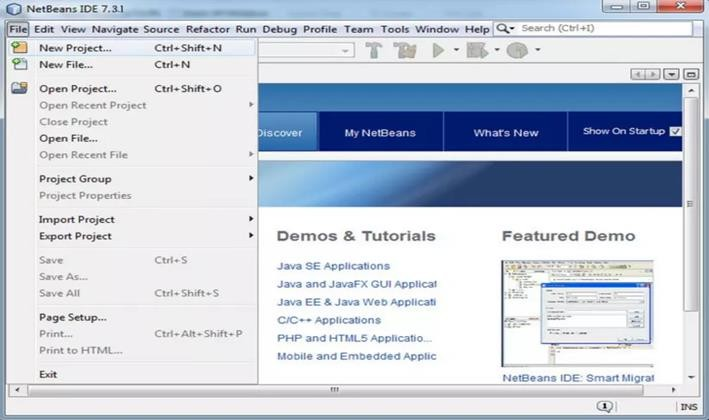 NetBeans IDE 7.3.1
File Edit View Navigate Source Refactor Run Debug Profile Team Tools Window Help Search (Ctrl+I)
New Project... Ctrl+Shift+N
New File... Ctrl+N
Open Project... Ctrl+Shift+O
Open Recent Project
Close Project
Open File...
Open Recent File
Project Group
Project Properties
Import Project
Export Project
Save Ctrl+S
Save As...
Save All Ctrl+Shift+S
Page Setup...
Print... Ctrl+Alt+Shift+P
Print to HTML...
Exit
Discover My NetBeans What's New Show On Startup
Demos & Tutorials
Java SE Applications
Java and JavaFX GUI Applicat
Java EE & Java Web Applicati
C/C++ Applications
PHP and HTML5 Applicatio...
Mobile and Embedded Applic
Featured Demo
NetBeans IDE: Smart Migrat
1 INS